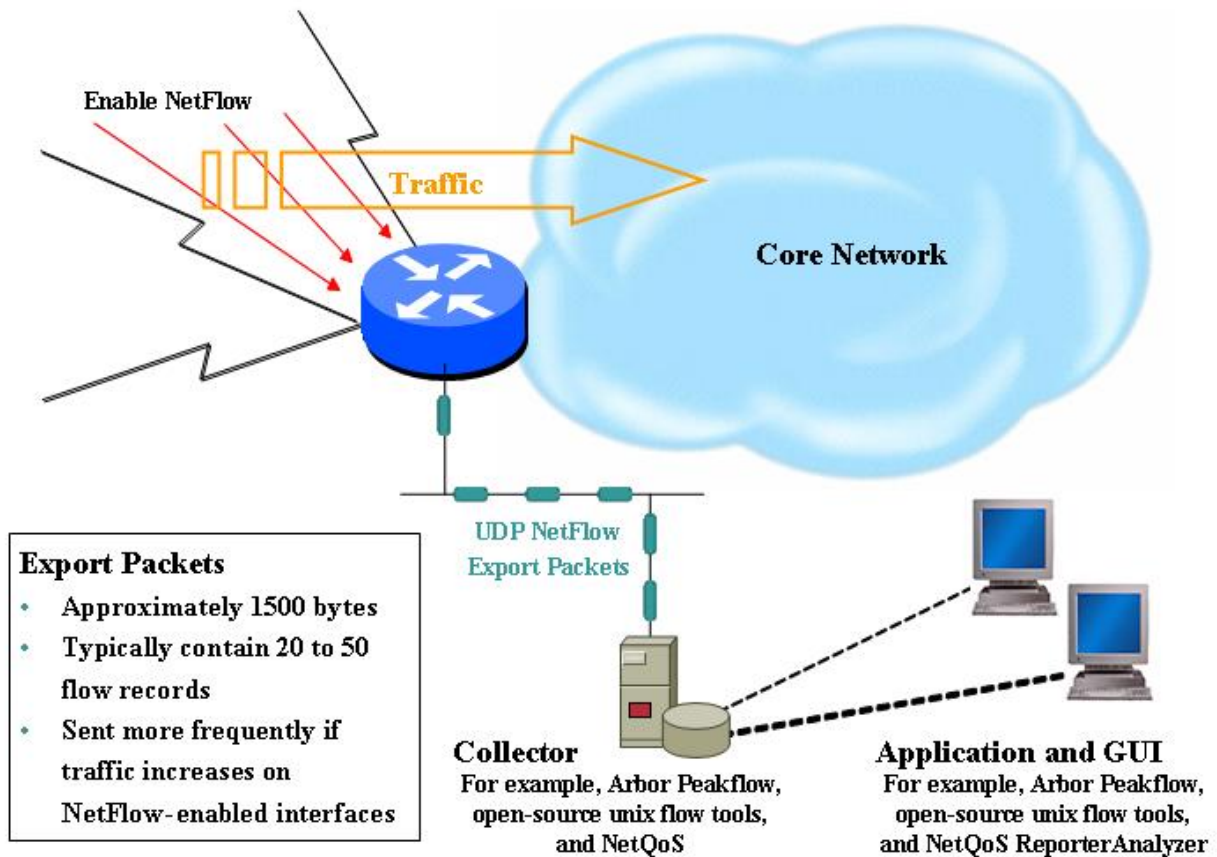 Enable NetFlow
Traffic
Core Network
UDP NetFlow
Export Packets
Export Packets
• Approximately 1500 bytes
• Typically contain 20 to 50
flow records
• Sent more frequently if
traffic increases on
NetFlow-enabled interfaces
Collector
For example, Arbor Peakflow,
open-source unix flow tools,
and NetQoS
Application and GUI
For example, Arbor Peakflow,
open-source unix flow tools,
and NetQoS ReporterAnalyzer